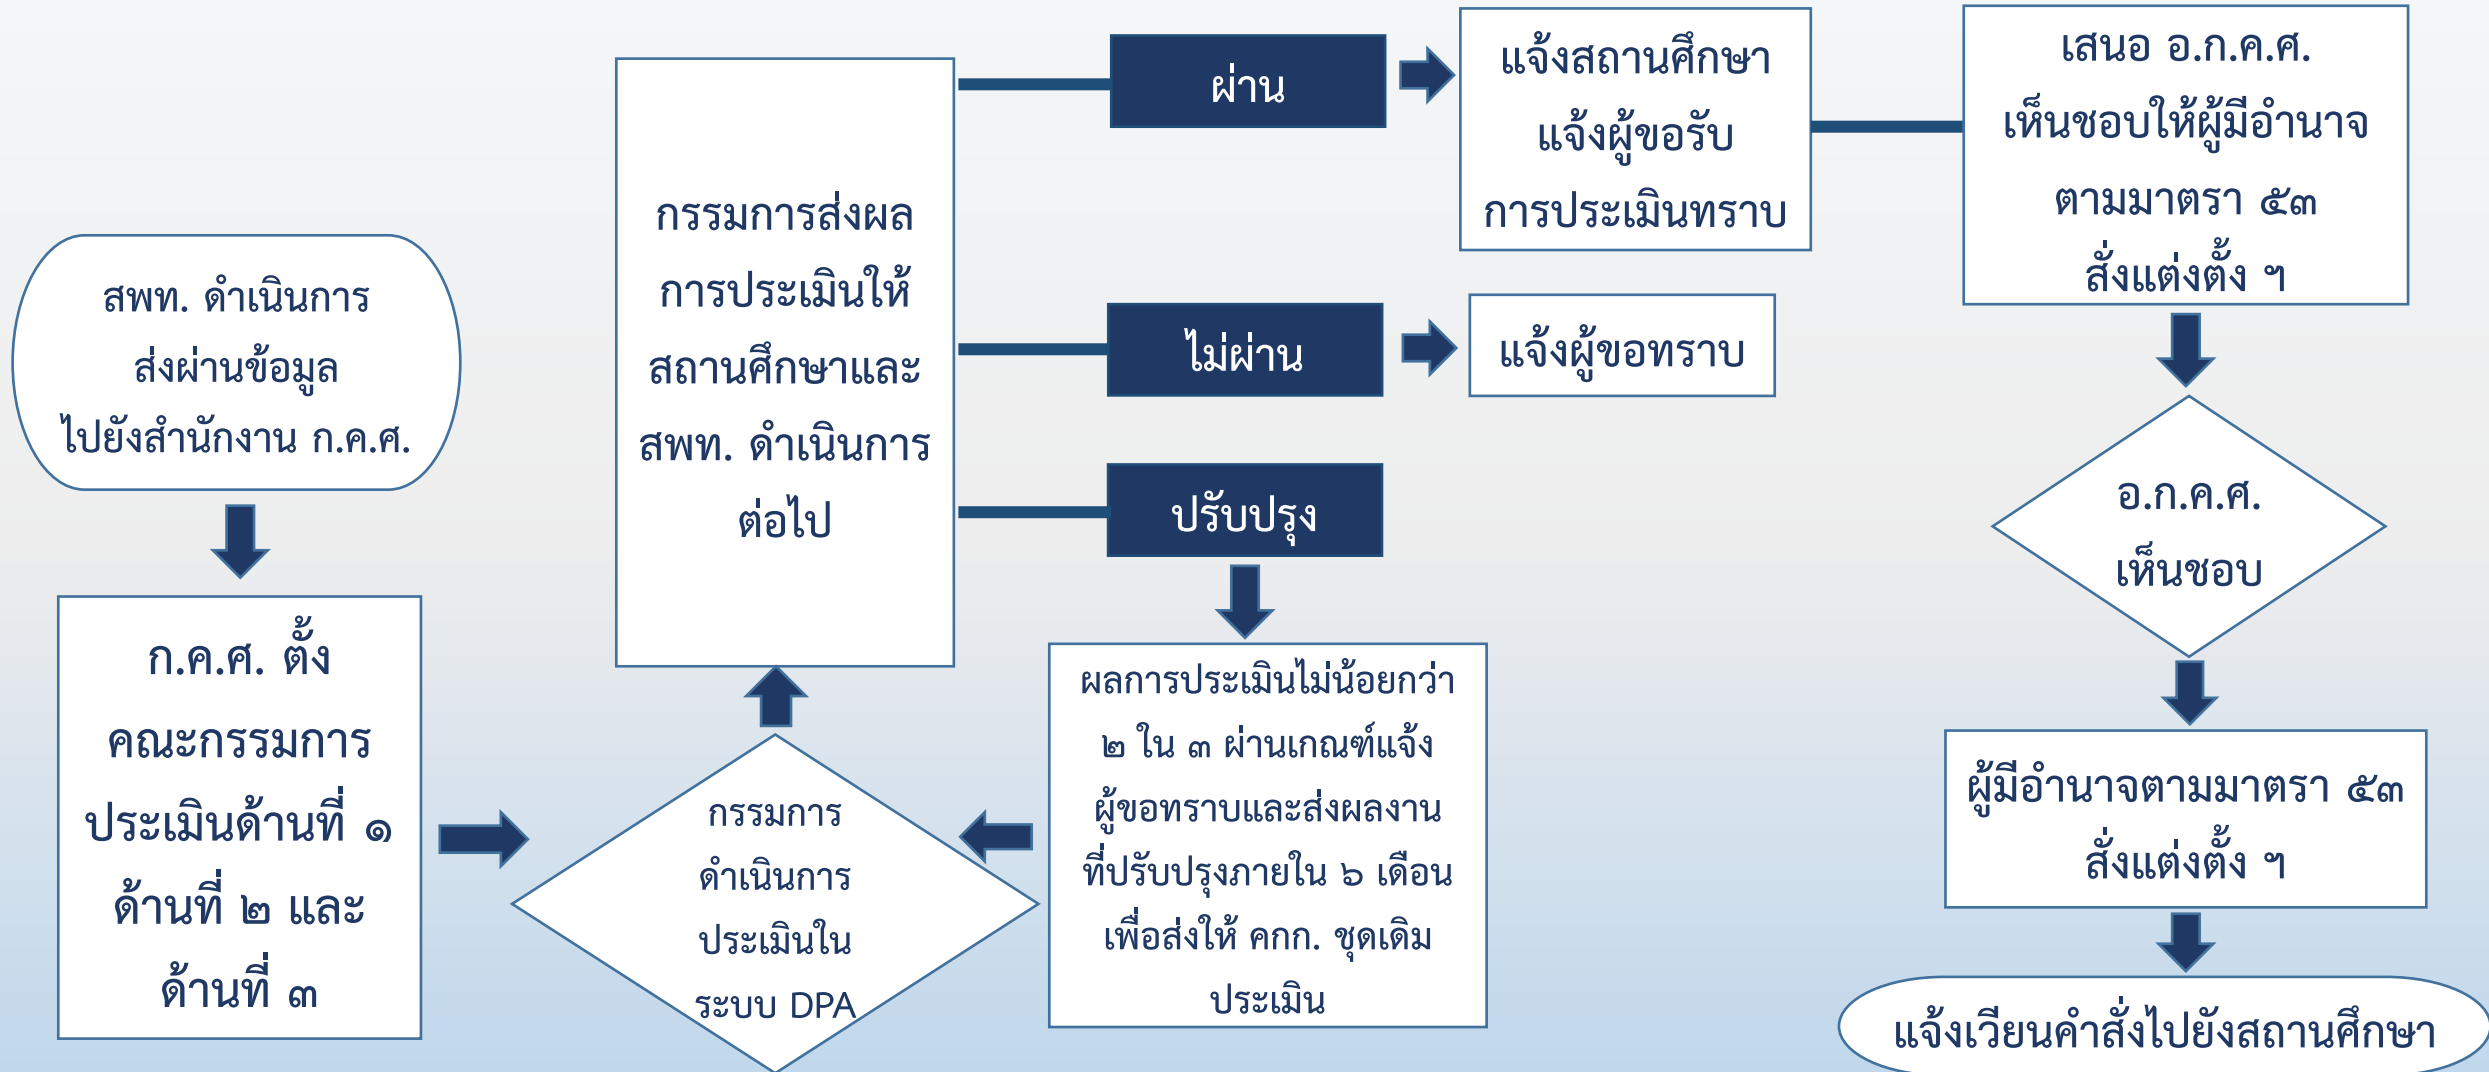 สพท. ดำเนินการ
ส่งผ่านข้อมูล
ไปยังสำนักงาน ก.ค.ศ.
ก.ค.ศ. ตั้ง
คณะกรรมการ
ประเมินด้านที่ ๑
ด้านที่ ๒ และ
ด้านที่ ๓
กรรมการ
ดำเนินการ
ประเมินใน
ระบบ DPA
กรรมการส่งผล
การประเมินให้
สถานศึกษาและ
สพท. ดำเนินการ
ต่อไป
ผ่าน
แจ้งสถานศึกษา
แจ้งผู้ขอรับ
การประเมินทราบ
ไม่ผ่าน
แจ้งผู้ขอทราบ
ปรับปรุง
ผลการประเมินไม่น้อยกว่า
๒ ใน ๓ ผ่านเกณฑ์แจ้ง
ผู้ขอทราบและส่งผลงาน
ที่ปรับปรุงภายใน ๖ เดือน
เพื่อส่งให้ คกก. ชุดเดิม
ประเมิน
เสนอ อ.ก.ค.ศ.
เห็นชอบให้ผู้มีอำนาจ
ตามมาตรา ๕๓
สั่งแต่งตั้ง ฯ
อ.ก.ค.ศ.
เห็นชอบ
ผู้มีอำนาจตามมาตรา ๕๓
สั่งแต่งตั้ง ฯ
แจ้งเวียนคำสั่งไปยังสถานศึกษา